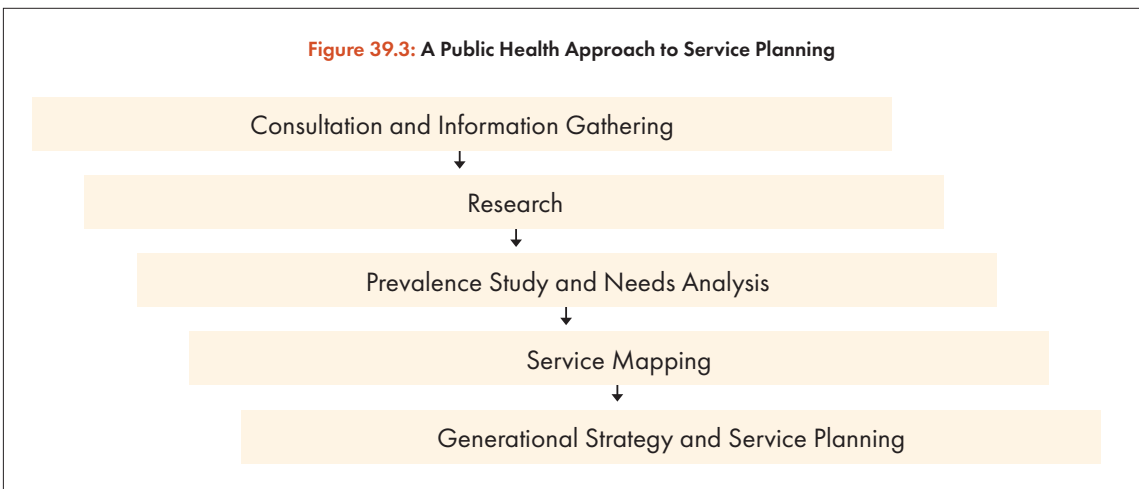 Figure 39.3: A Public Health Approach to Service Planning
Consultation and Information Gathering
Research
Prevalence Study and Needs Analysis
Service Mapping
Generational Strategy and Service Planning